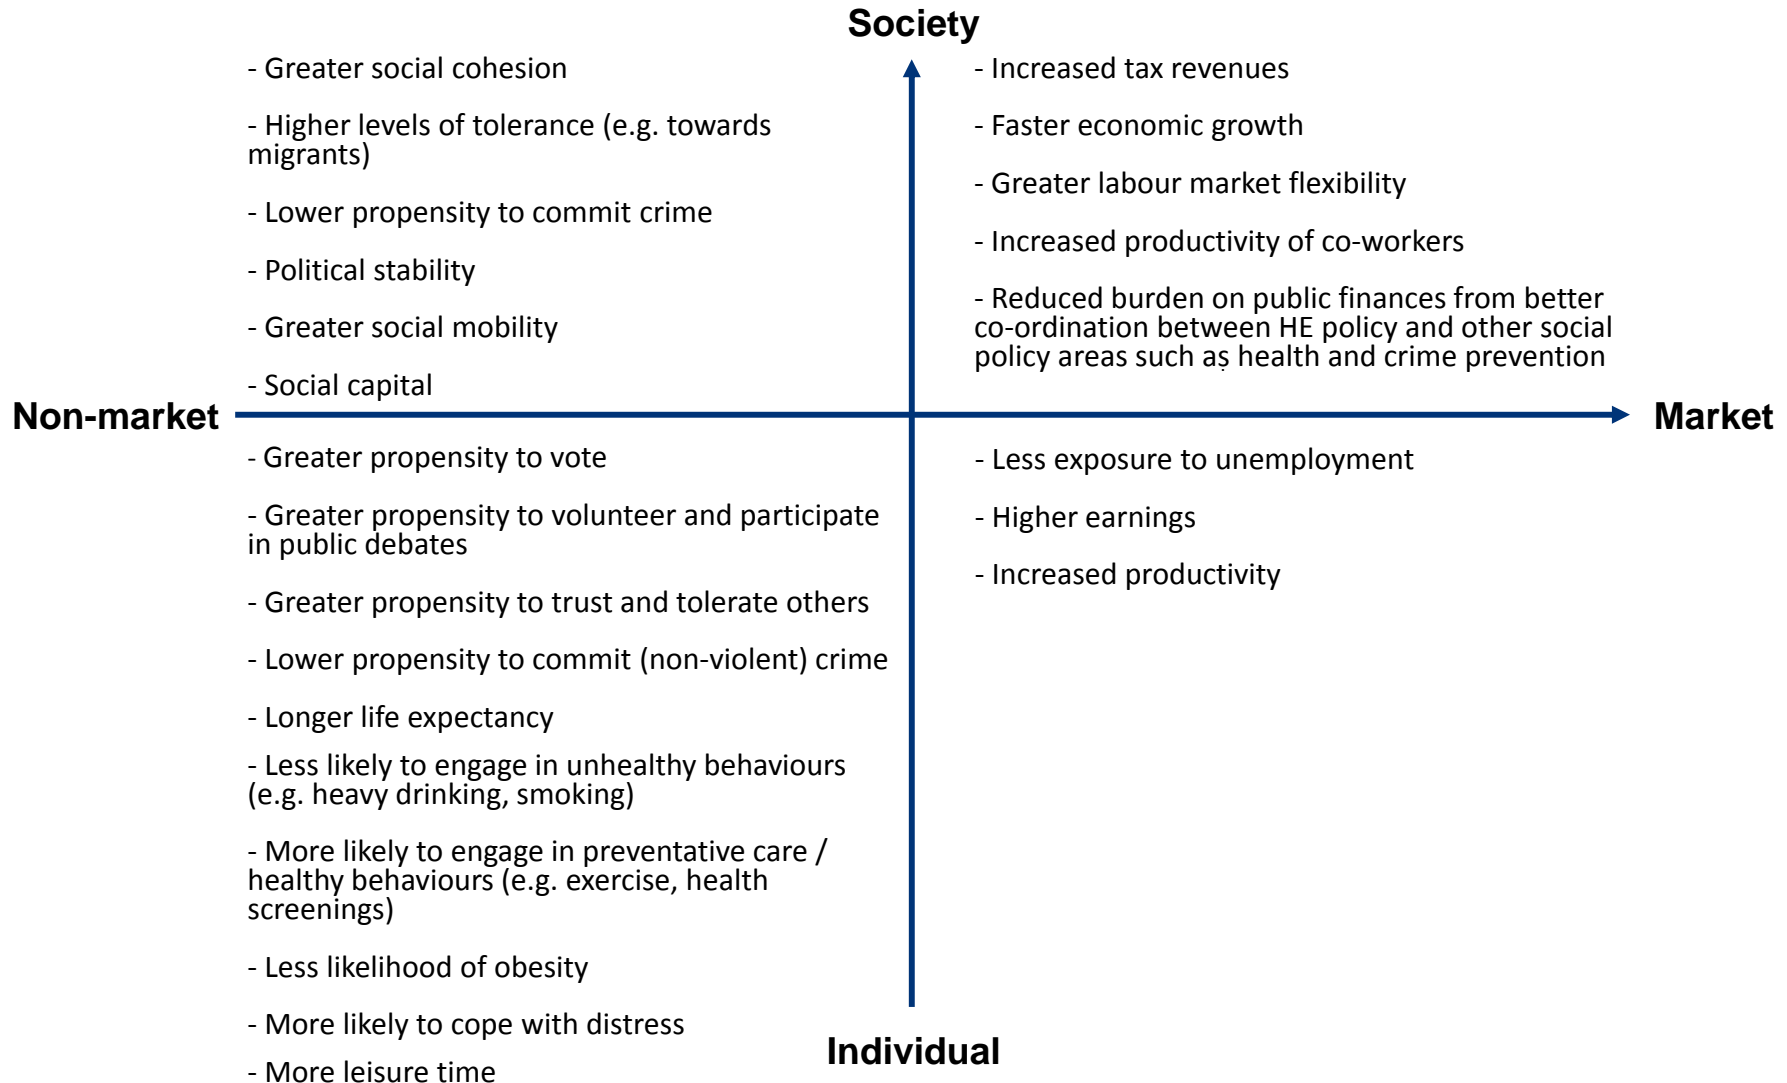 Society
- Greater social cohesion
- Higher levels of tolerance (e.g. towards
migrants)
- Lower propensity to commit crime
- Political stability
- Greater social mobility
- Social capital
- Increased tax revenues
- Faster economic growth
- Greater labour market flexibility
- Increased productivity of co-workers
- Reduced burden on public finances from better
co-ordination between HE policy and other social
policy areas such as health and crime prevention
Non-market
Market
- Greater propensity to vote
- Greater propensity to volunteer and participate
in public debates
- Greater propensity to trust and tolerate others
- Lower propensity to commit (non-violent) crime
- Longer life expectancy
- Less likely to engage in unhealthy behaviours
(e.g. heavy drinking, smoking)
- More likely to engage in preventative care /
healthy behaviours (e.g. exercise, health
screenings)
- Less likelihood of obesity
- More likely to cope with distress
- More leisure time
- Less exposure to unemployment
- Higher earnings
- Increased productivity
Individual